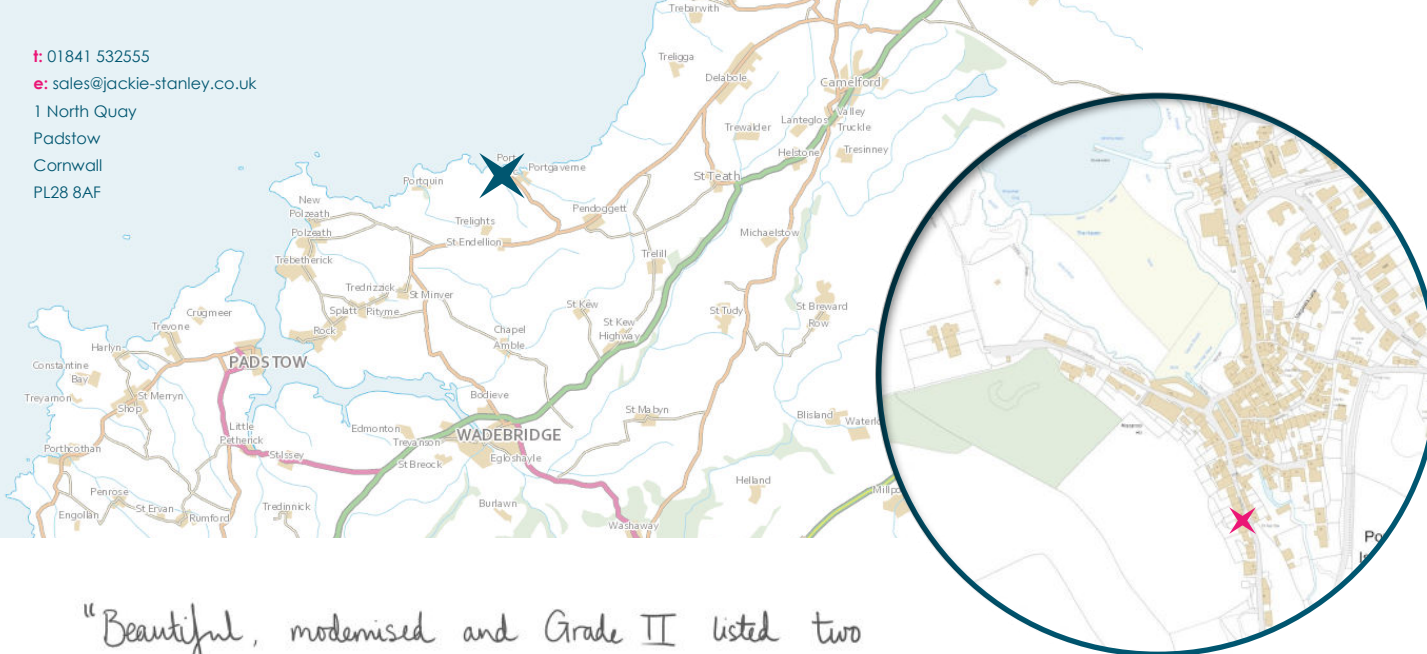 t: 01841 532555
e: sales@jackie-stanley.co.uk
1 North Quay
Padstow
Cornwall
PL28 8AF
Trebarwith
Treligga
Delabole
Camelford
Valley
Truckle
Lanteglos
Trewalder
Helstone
Tresinney
Port
Portgaverne
Portquin
St Teath
New
Polzeath
Polzeath
Pendoggett
Trelights
St Endellion
Michaelstow
Trelill
Trebetherick
Tredrizzick
St Minver
Splatt
Pityme
Rock
St Kew
St Kew
Highway
St Tudy
St Breward
Row
Chapel
Amble
Crugmeer
Trevone
Harlyn
Constantine
Bay
PADSTOW
Treyarnon
Shop
St Merryn
Bodieve
St Mabyn
Blisland
Waterlo
Little
Petherick
Edmonton
Trevanson
WADEBRIDGE
Egloshayle
Porthcothan
St Issey
St Breock
Helland
Penrose
St Ervan
Rumford
Tredinnick
Burlawn
Engollan
Washaway
Millpo
Po
Is
"Beautiful, modernised and Grade II listed two